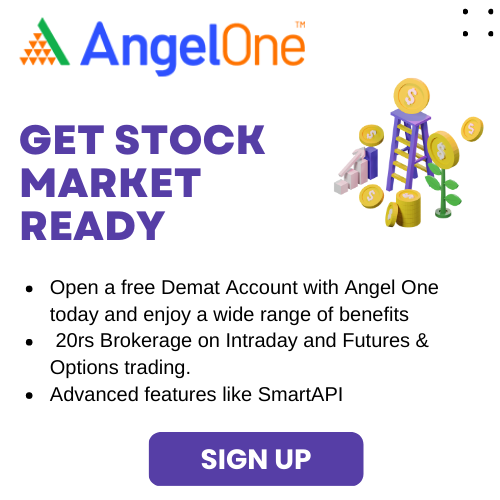 AngelOne™
GET STOCK
MARKET
READY
• Open a free Demat Account with Angel One
today and enjoy a wide range of benefits
• 20rs Brokerage on Intraday and Futures &
Options trading.
• Advanced features like SmartAPI
SIGN UP